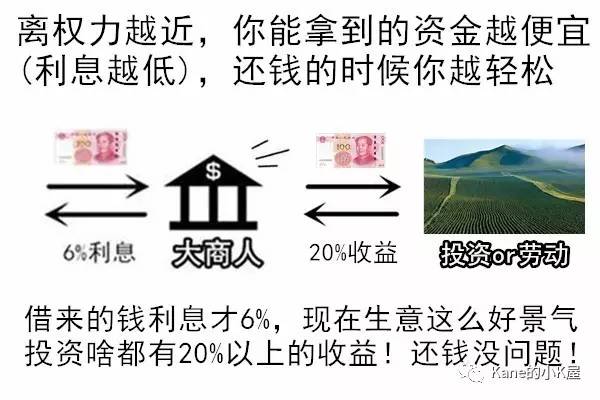 离权力越近，你能拿到的资金越便宜
(利息越低)，还钱的时候你越轻松
100
100
$
6%利息
大商人
20%收益
投资or劳动
借来的钱利息才6%，现在生意这么好景气
投资啥都有20%以上的收益！还钱没问题！
Kane的小K屋